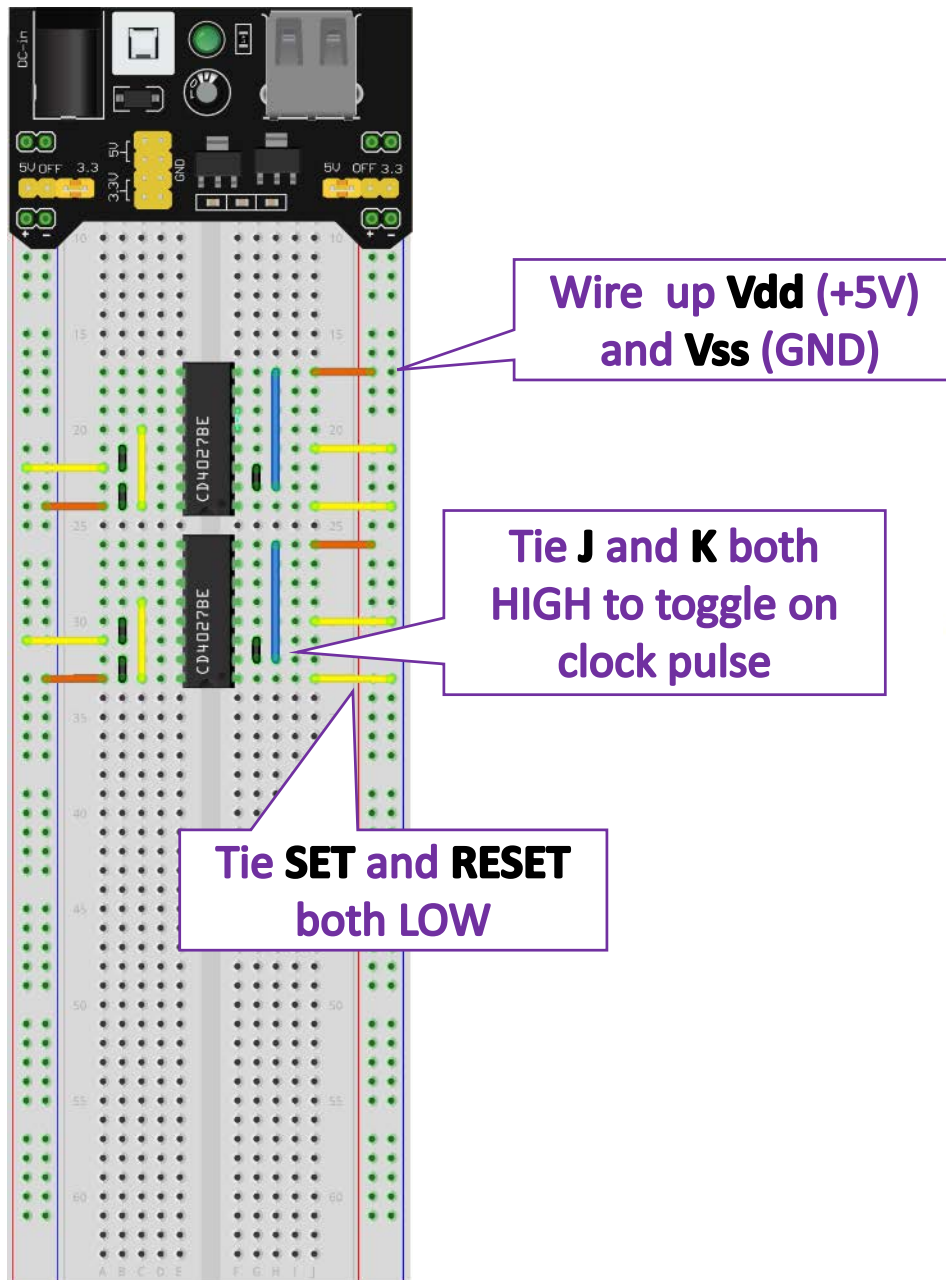 DC-in
5V OFF 3.3
5V
3.3V
GND
5V OFF 3.3
+ -
+ -
10 10
15 15
Wire up Vdd (+5V)
and Vss (GND)
20 20
CD4027BE
25 25
Tie J and K both
HIGH to toggle on
clock pulse
30 30
CD4027BE
35 35
40
Tie SET and RESET
both LOW
45
50 50
55 55
60 60
A B C D E F G H I J